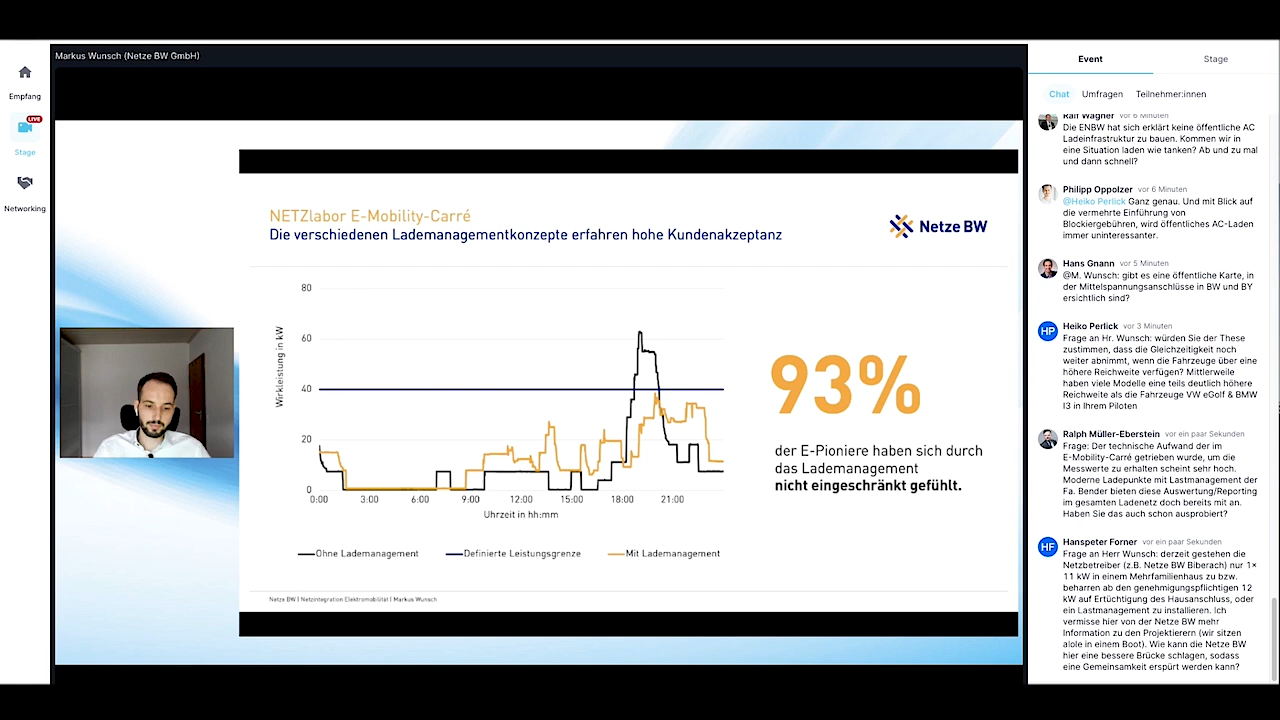 Markus Wunsch (Netze BW GmbH)
Empfang
LIVE
Stage
Networking
NETZlabor E-Mobility-Carré
Die verschiedenen Lademanagementkonzepte erfahren hohe Kundenakzeptanz
Netze BW
Wirkleistung in kW
80
60
40
20
0
0:00 3:00 6:00 9:00 12:00 15:00 18:00 21:00
Uhrzeit in hh:mm
Ohne Lademanagement Definierte Leistungsgrenze Mit Lademanagement
93%
der E-Pioniere haben sich durch
das Lademanagement
nicht eingeschränkt gefühlt.
Netze BW | Netzintegration Elektromobilität | Markus Wunsch
Event Stage
Chat Umfragen Teilnehmer:innen
Ralf Wagner vor 6 Minuten
Die ENBW hat sich erklärt keine öffentliche AC
Ladeinfrastruktur zu bauen. Kommen wir in
eine Situation laden wie tanken? Ab und zu mal
und dann schnell?
Philipp Oppolzer vor 6 Minuten
@Heiko Perlick Ganz genau. Und mit Blick auf
die vermehrte Einführung von
Blockiergebühren, wird öffentliches AC-Laden
immer uninteressanter.
Hans Gnann vor 5 Minuten
@M. Wunsch: gibt es eine öffentliche Karte, in
der Mittelspannungsanschlüsse in BW und BY
ersichtlich sind?
HP
Heiko Perlick vor 3 Minuten
Frage an Hr. Wunsch: würden Sie der These
zustimmen, dass die Gleichzeitigkeit noch
weiter abnimmt, wenn die Fahrzeuge über eine
höhere Reichweite verfügen? Mittlerweile
haben viele Modelle eine teils deutlich höhere
Reichweite als die Fahrzeuge VW eGolf & BMW
I3 in Ihrem Piloten
Ralph Müller-Eberstein vor ein paar Sekunden
Frage: Der technische Aufwand der im
E-Mobility-Carré getrieben wurde, um die
Messwerte zu erhalten scheint sehr hoch.
Moderne Ladepunkte mit Lastmanagement der
Fa. Bender bieten diese Auswertung/Reporting
im gesamten Ladenetz doch bereits mit an.
Haben Sie das auch schon ausprobiert?
HF
Hanspeter Forner vor ein paar Sekunden
Frage an Herr Wunsch: derzeit gestehen die
Netzbetreiber (z.B. Netze BW Biberach) nur 1x
11 kW in einem Mehrfamilienhaus zu bzw.
beharren ab den genehmigungspflichtigen 12
kW auf Ertüchtigung des Hausanschluss, oder
ein Lastmanagement zu installieren. Ich
vermisse hier von der Netze BW mehr
Information zu den Projektierern (wir sitzen
alole in einem Boot). Wie kann die Netze BW
hier eine bessere Brücke schlagen, sodass
eine Gemeinsamkeit erspürt werden kann?